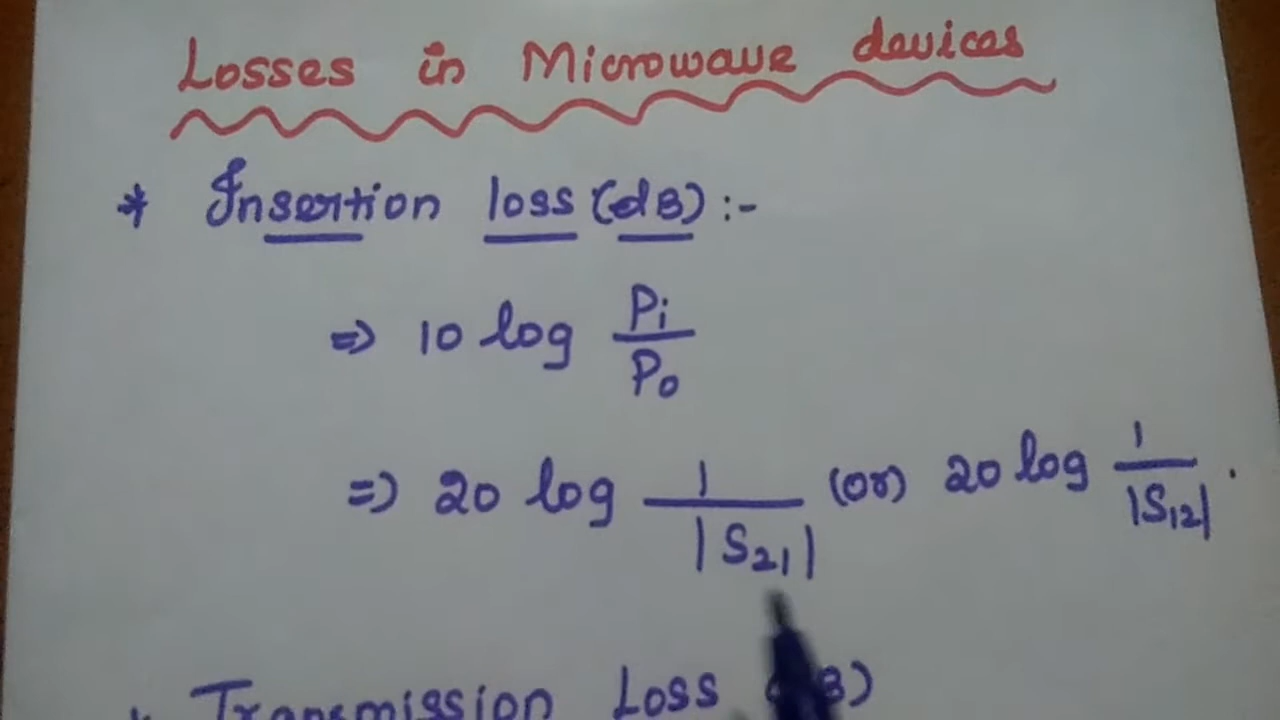 Losses in Microwave devices
* Insertion loss (dB) :-
⇒ 10 log Pi/Po
⇒ 20 log 1/|S21| (or) 20 log 1/|S12| .
Transmission Loss